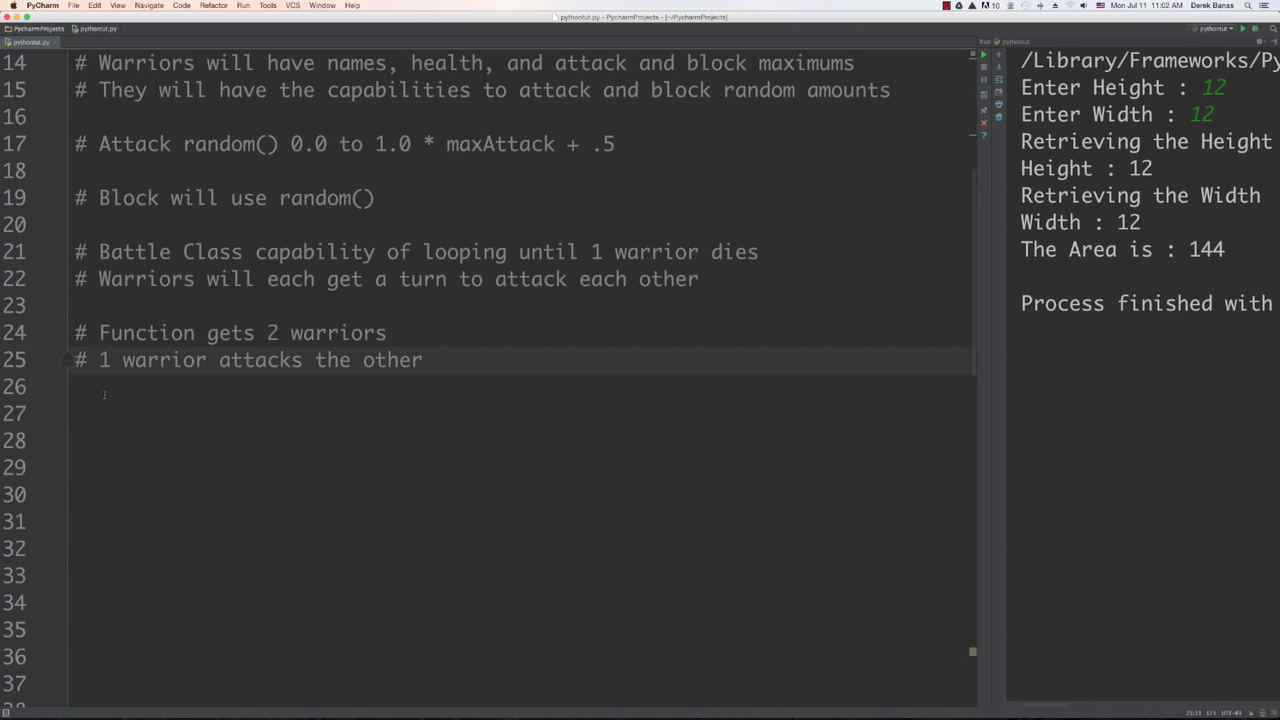 PyCharm File Edit View Navigate Code Refactor Run Tools VCS Window Help 10 Mon Jul 11 11:02 AM Derek Banas
pythontut.py - PycharmProjects - [~/PycharmProjects]
PycharmProjects pythontut.py pythontut
pythontut.py Run pythontut
14 # Warriors will have names, health, and attack and block maximums
15 # They will have the capabilities to attack and block random amounts
16
17 # Attack random() 0.0 to 1.0 * maxAttack + .5
18
19 # Block will use random()
20
21 # Battle Class capability of looping until 1 warrior dies
22 # Warriors will each get a turn to attack each other
23
24 # Function gets 2 warriors
25 # 1 warrior attacks the other
26
27
28
29
30
31
32
33
34
35
36
37
/Library/Frameworks/Py
Enter Height : 12
Enter Width : 12
Retrieving the Height
Height : 12
Retrieving the Width
Width : 12
The Area is : 144
Process finished with
25:31 LF÷ UTF-8÷